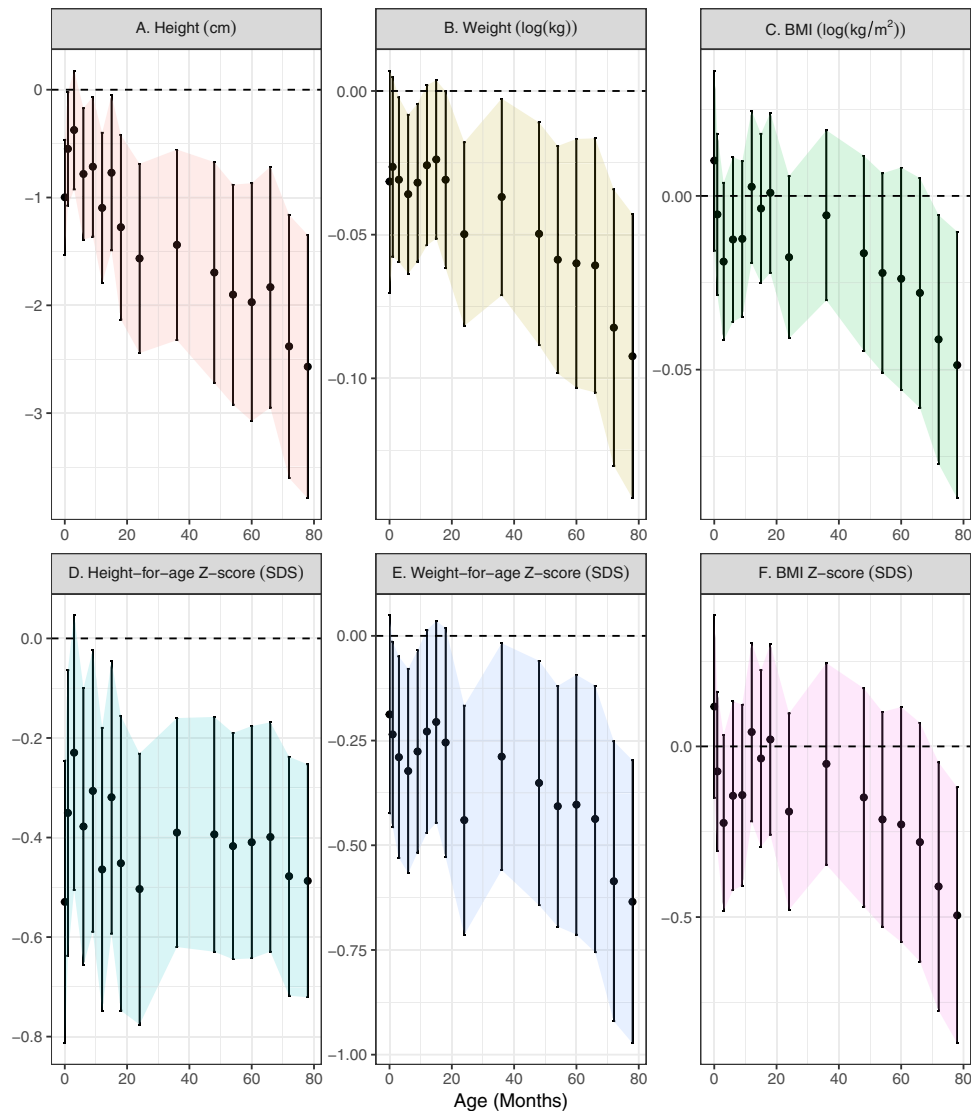 A. Height (cm)
B. Weight (log(kg))
C. BMI (log(kg/m²))
0
−1
−2
−3
0.00
−0.05
−0.10
0.00
−0.05
0 20 40 60 80
0 20 40 60 80
0 20 40 60 80
D. Height−for−age Z−score (SDS)
E. Weight−for−age Z−score (SDS)
F. BMI Z−score (SDS)
0.0
−0.2
−0.4
−0.6
−0.8
0.00
−0.25
−0.50
−0.75
−1.00
0.0
−0.5
0 20 40 60 80
0 20 40 60 80
0 20 40 60 80
Age (Months)